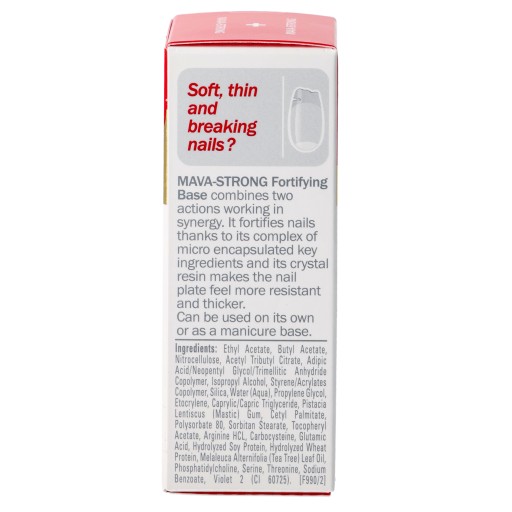 Soft, thin
and
breaking
nails?
MAVA-STRONG Fortifying
Base combines two
actions working in
synergy. It fortifies nails
thanks to its complex of
micro encapsulated key
ingredients and its crystal
resin makes the nail
plate feel more resistant
and thicker.
Can be used on its own
or as a manicure base.
Ingredients: Ethyl Acetate, Butyl Acetate,
Nitrocellulose, Acetyl Tributyl Citrate, Adipic
Acid/Neopentyl Glycol/Trimellitic Anhydride
Copolymer, Isopropyl Alcohol, Styrene/Acrylates
Copolymer, Silica, Water (Aqua), Propylene Glycol,
Etocrylene, Caprylic/Capric Triglyceride, Pistacia
Lentiscus (Mastic) Gum, Cetyl Palmitate,
Polysorbate 80, Sorbitan Stearate, Tocopheryl
Acetate, Arginine HCL, Carbocysteine, Glutamic
Acid, Hydrolyzed Soy Protein, Hydrolyzed Wheat
Protein, Melaleuca Alternifolia (Tea Tree) Leaf Oil,
Phosphatidylcholine, Serine, Threonine, Sodium
Benzoate, Violet 2 (CI 60725). [F990/2]